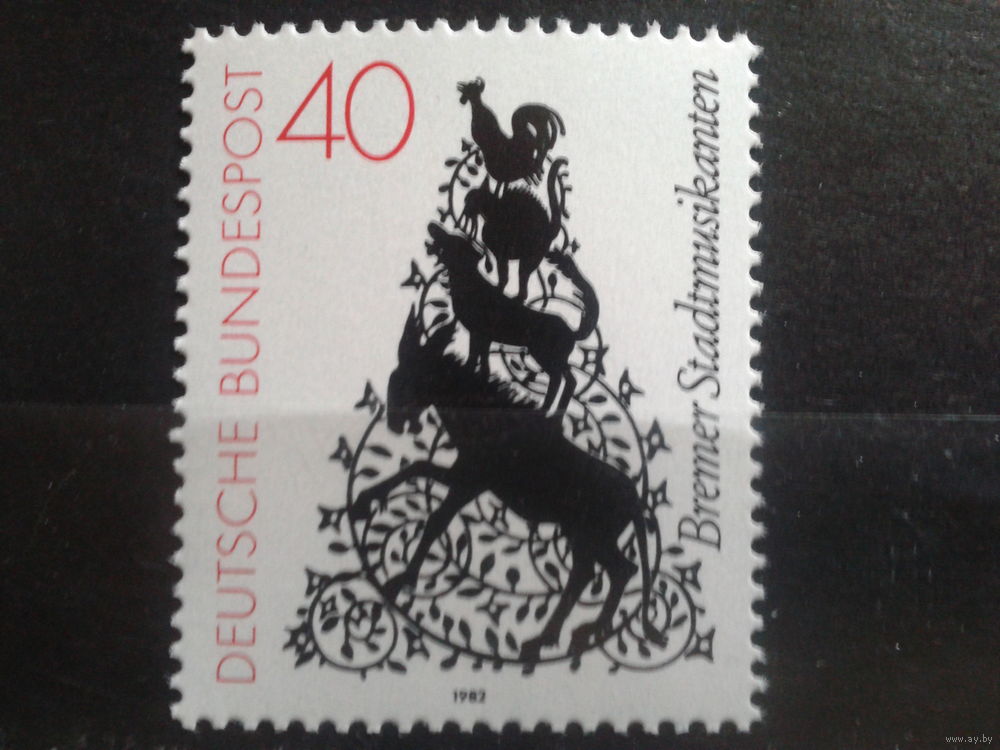 DEUTSCHE BUNDESPOST
40
Bremer Stadtmusikanten
1982
www.ay.by